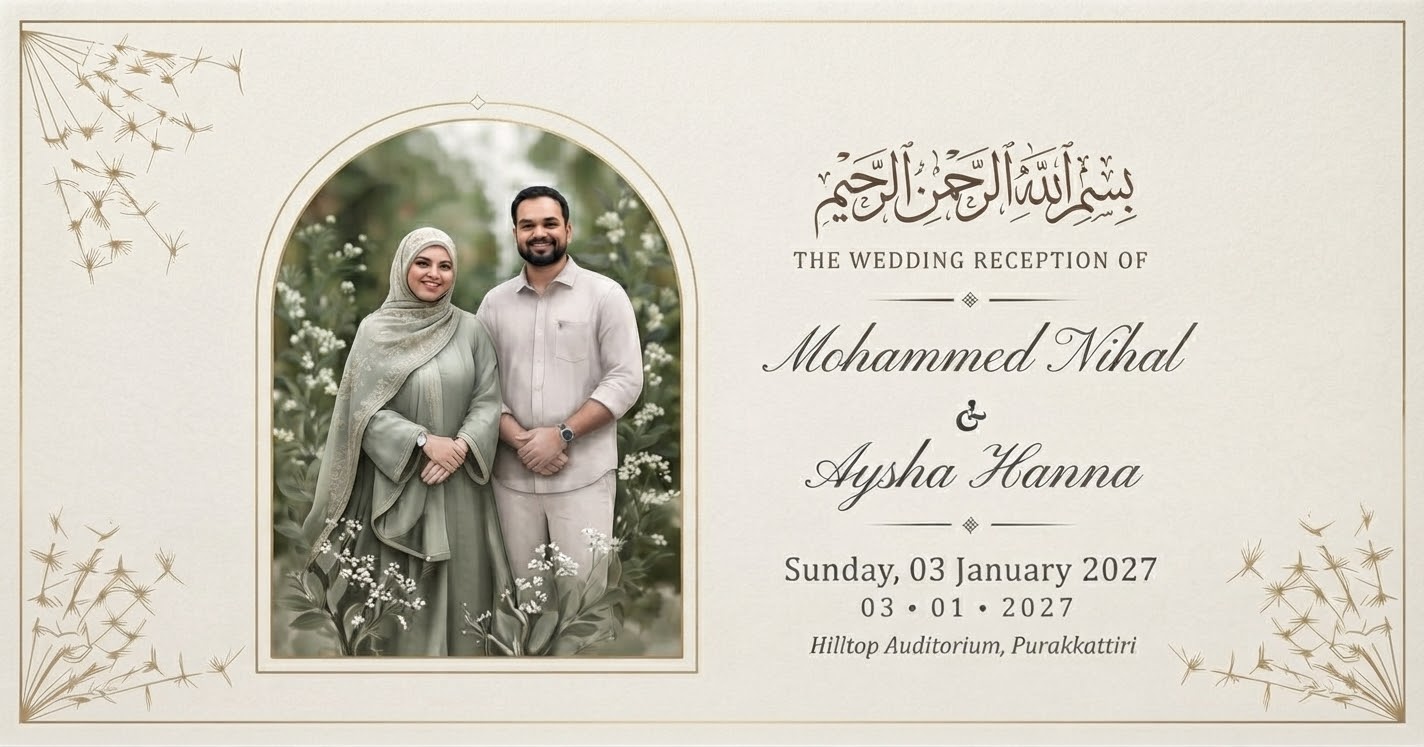 بِسْمِ ٱللَّهِ ٱلرَّحْمَٰنِ ٱلرَّحِيمِ
THE WEDDING RECEPTION OF
Mohammed Nihal
&
Aysha Hanna
Sunday, 03 January 2027
03 • 01 • 2027
Hilltop Auditorium, Purakkattiri